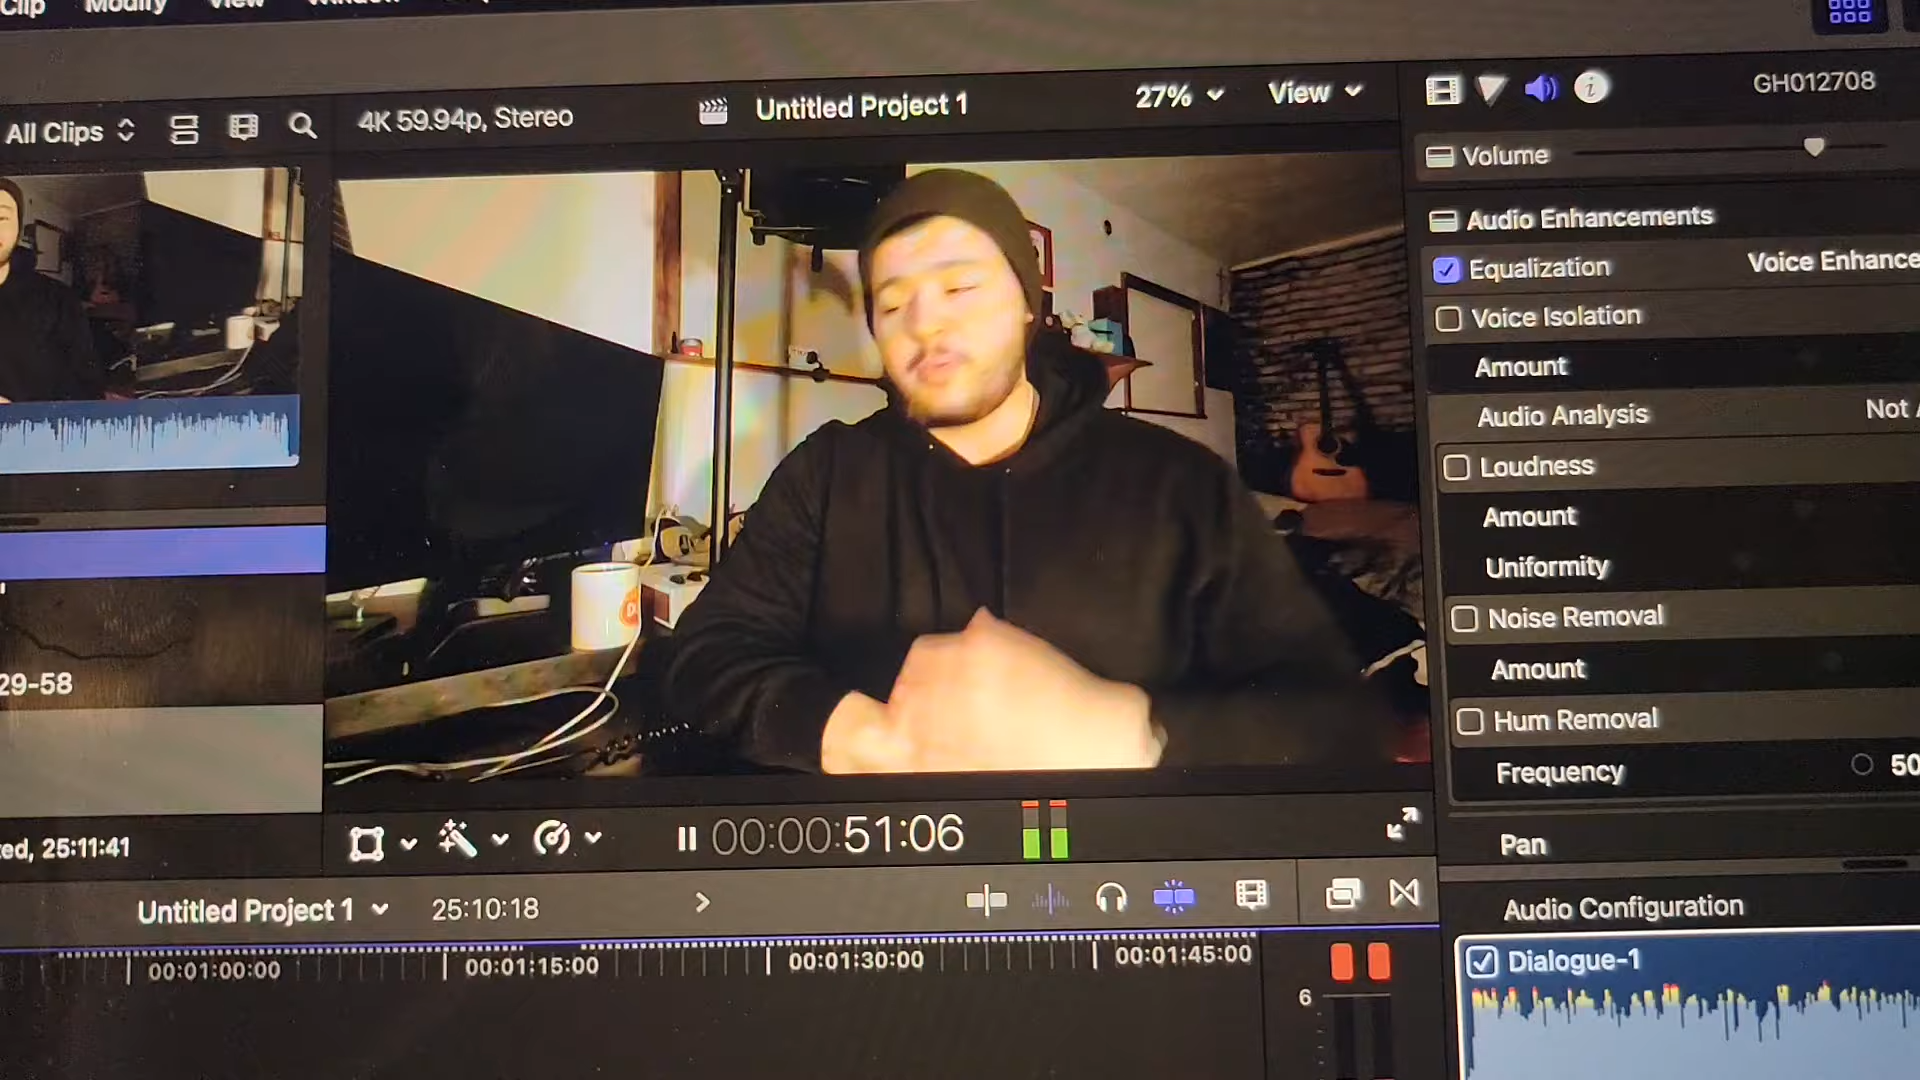 Clip Modify View
All Clips
4K 59.94p, Stereo
Untitled Project 1
27%
View
GH012708
Volume
Audio Enhancements
Equalization
Voice Enhance
Voice Isolation
Amount
Audio Analysis
Not
Loudness
Amount
Uniformity
Noise Removal
Amount
Hum Removal
Frequency
50
Pan
Audio Configuration
Dialogue-1
29-58
ed, 25:11:41
00:00:51:06
Untitled Project 1
25:10:18
00:01:00:00
00:01:15:00
00:01:30:00
00:01:45:00
6